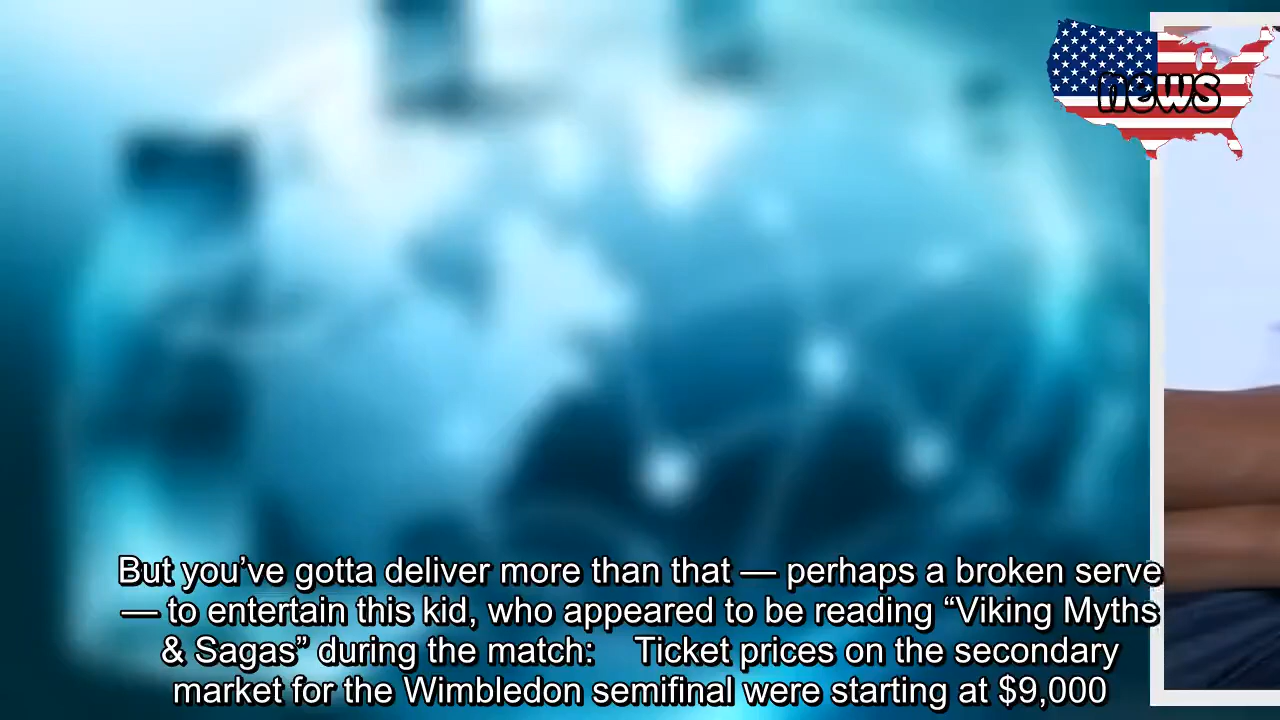 news
But you’ve gotta deliver more than that — perhaps a broken serve
— to entertain this kid, who appeared to be reading “Viking Myths
& Sagas” during the match: Ticket prices on the secondary
market for the Wimbledon semifinal were starting at $9,000